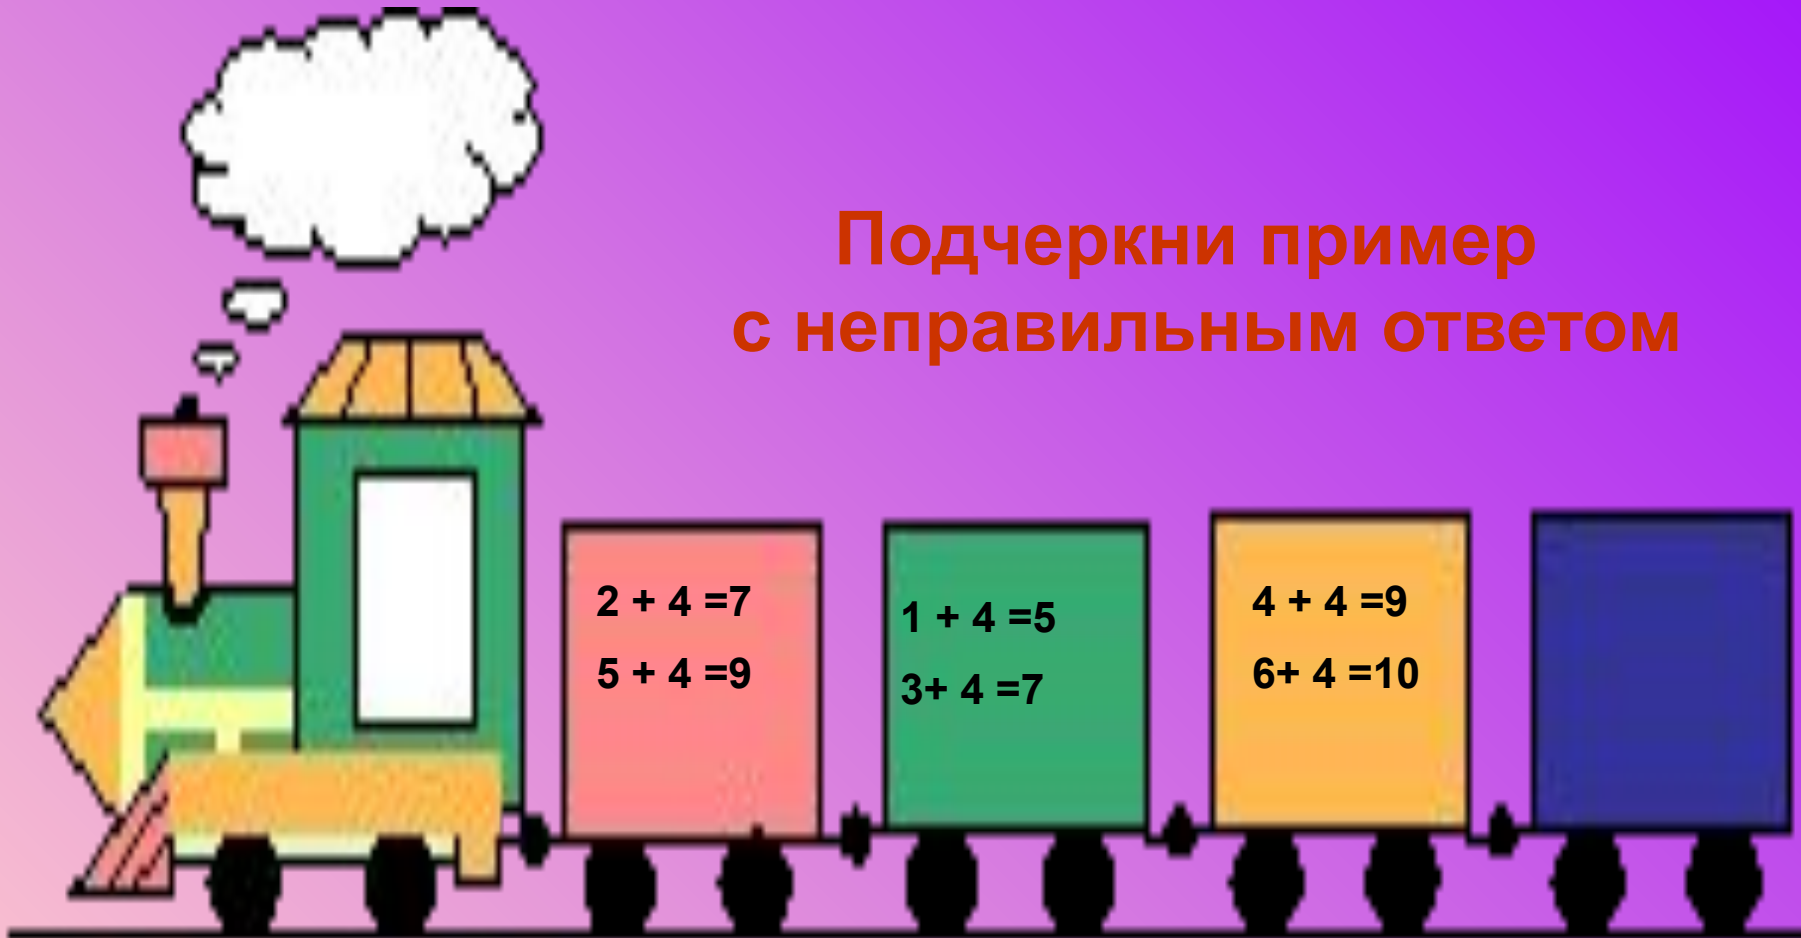 Подчеркни пример
с неправильным ответом
2 + 4 =7
5 + 4 =9
1 + 4 =5
3+ 4 =7
4 + 4 =9
6+ 4 =10